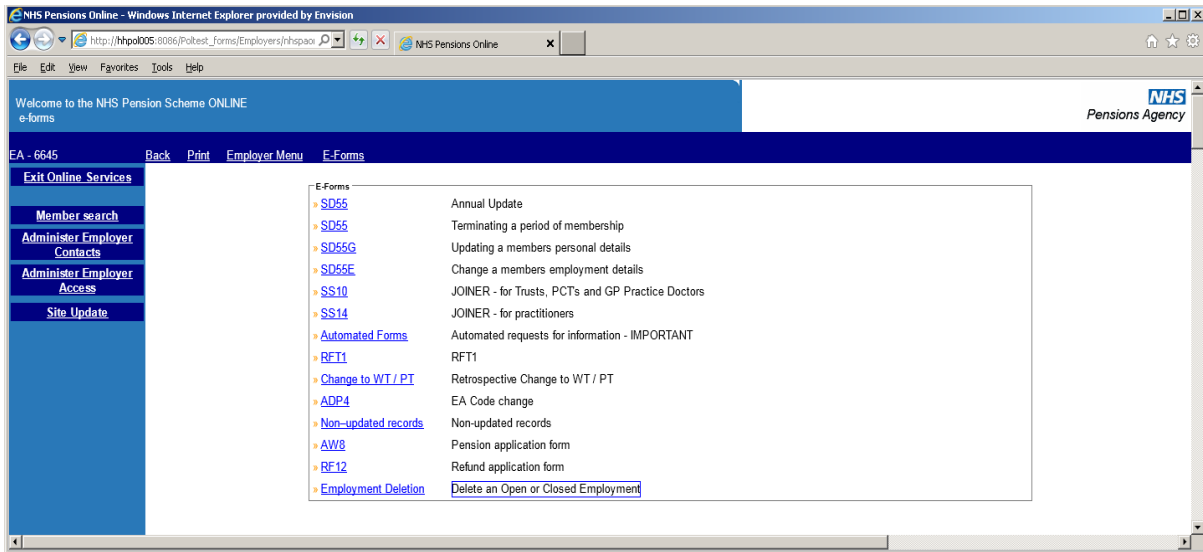 NHS Pensions Online - Windows Internet Explorer provided by Envision
http://hhpol005:8086/Poltest_forms/Employers/nhspaor
NHS Pensions Online
File Edit View Favorites Tools Help
Welcome to the NHS Pension Scheme ONLINE
e-forms
NHS
Pensions Agency
EA - 6645 Back Print Employer Menu E-Forms
Exit Online Services
Member search
Administer Employer
Contacts
Administer Employer
Access
Site Update
E-Forms
» SD55 Annual Update
» SD55 Terminating a period of membership
» SD55G Updating a members personal details
» SD55E Change a members employment details
» SS10 JOINER - for Trusts, PCT's and GP Practice Doctors
» SS14 JOINER - for practitioners
» Automated Forms Automated requests for information - IMPORTANT
» RFT1 RFT1
» Change to WT / PT Retrospective Change to WT / PT
» ADP4 EA Code change
» Non–updated records Non-updated records
» AW8 Pension application form
» RF12 Refund application form
» Employment Deletion Delete an Open or Closed Employment